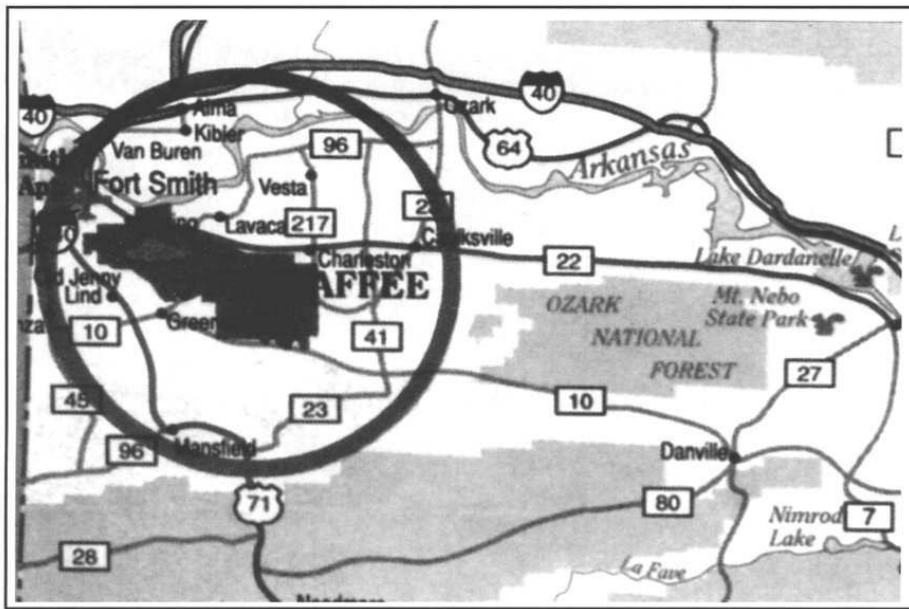 40
Alma
Kibler
Van Buren
Fort Smith
Lavaca
Vesta
96
217
Ozark
40
64
Arkansas
Charleston
22
AFFEE
Jenny
Lind
10
Green
41
45
96
Mansfield
23
71
28
OZARK
NATIONAL
FOREST
Lake Dardanelle
Mt. Nebo
State Park
27
10
Danville
80
7
Nimrod
Lake
La Fave